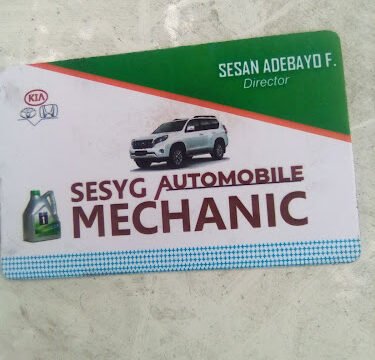 SESAN ADEBAYO F.
Director
KIA
SESYG AUTOMOBILE
MECHANIC